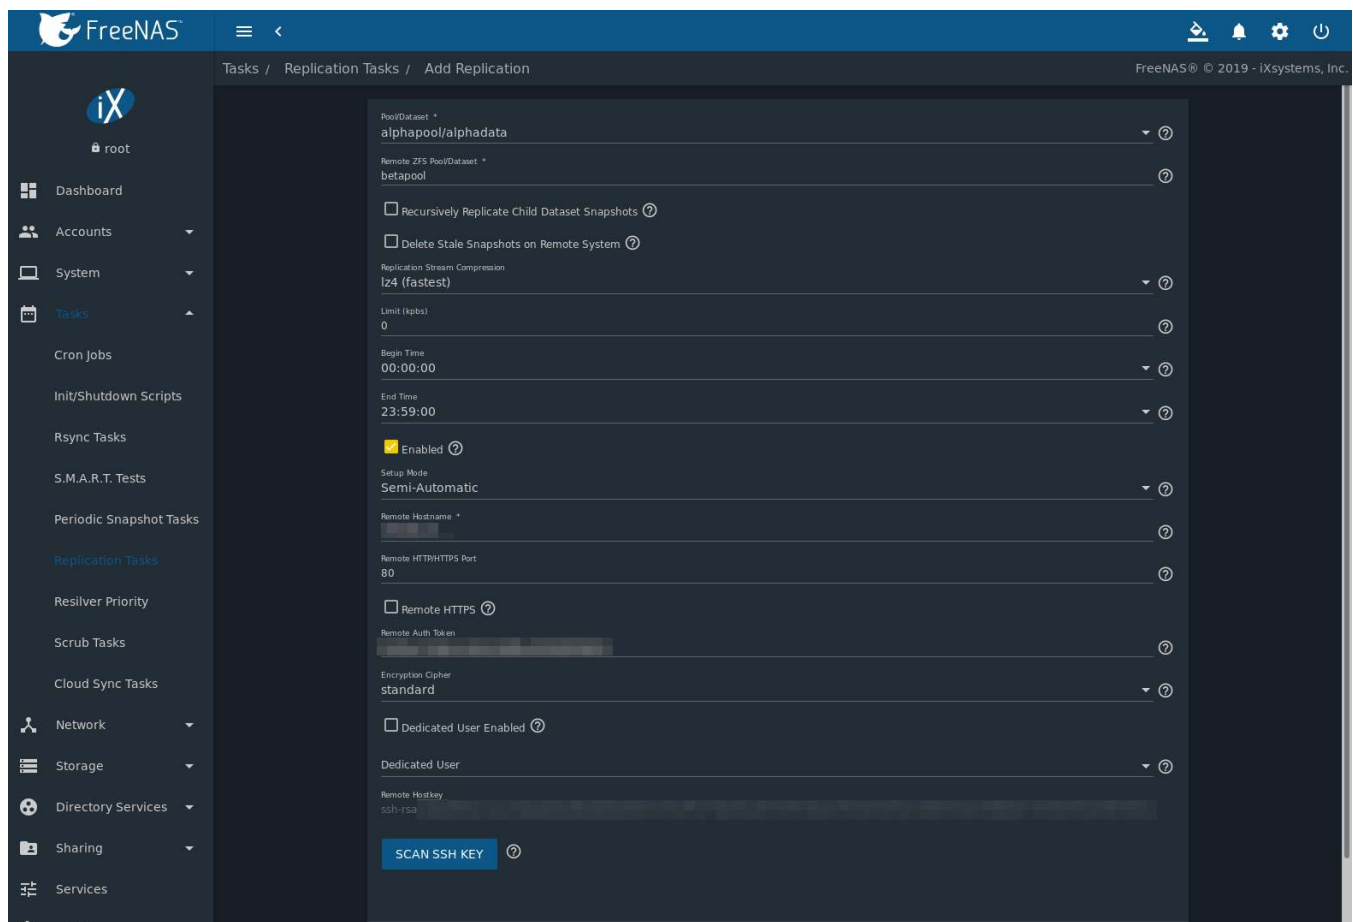 FreeNAS
Tasks / Replication Tasks / Add Replication
FreeNAS® © 2019 - iXsystems, Inc.
iX
root
Dashboard
Accounts
System
Tasks
Cron Jobs
Init/Shutdown Scripts
Rsync Tasks
S.M.A.R.T. Tests
Periodic Snapshot Tasks
Replication Tasks
Resilver Priority
Scrub Tasks
Cloud Sync Tasks
Network
Storage
Directory Services
Sharing
Services
Pool/Dataset *
alphapool/alphadata
Remote ZFS Pool/Dataset *
betapool
Recursively Replicate Child Dataset Snapshots
Delete Stale Snapshots on Remote System
Replication Stream Compression
lz4 (fastest)
Limit (kpbs)
0
Begin Time
00:00:00
End Time
23:59:00
Enabled
Setup Mode
Semi-Automatic
Remote Hostname *
Remote HTTP/HTTPS Port
80
Remote HTTPS
Remote Auth Token
Encryption Cipher
standard
Dedicated User Enabled
Dedicated User
Remote Hostkey
ssh-rsa
SCAN SSH KEY